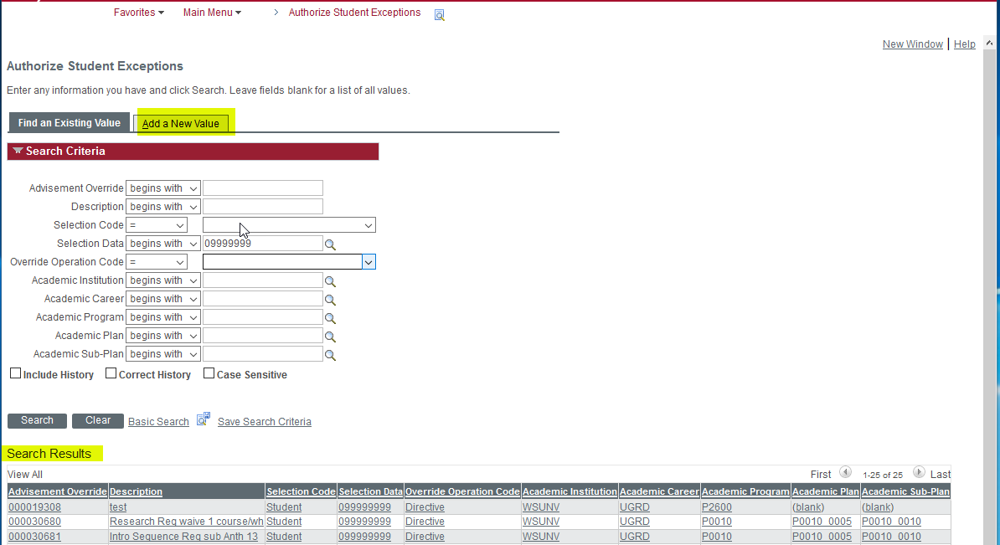 Favorites Main Menu > Authorize Student Exceptions
New Window | Help
Authorize Student Exceptions
Enter any information you have and click Search. Leave fields blank for a list of all values.
Find an Existing Value Add a New Value
Search Criteria
Advisement Override begins with
Description begins with
Selection Code =
Selection Data begins with 09999999
Override Operation Code =
Academic Institution begins with
Academic Career begins with
Academic Program begins with
Academic Plan begins with
Academic Sub-Plan begins with
Include History Correct History Case Sensitive
Search Clear Basic Search Save Search Criteria
Search Results
View All First 1-25 of 25 Last
Advisement Override Description Selection Code Selection Data Override Operation Code Academic Institution Academic Career Academic Program Academic Plan Academic Sub-Plan
000019308 test Student 099999999 Directive WSUNV UGRD P2600 (blank) (blank)
000030680 Research Req waive 1 course/wh Student 099999999 Directive WSUNV UGRD P0010 P0010_0005 P0010_0010
000030681 Intro Sequence Req sub Anth 13 Student 099999999 Directive WSUNV UGRD P0010 P0010_0005 P0010_0010